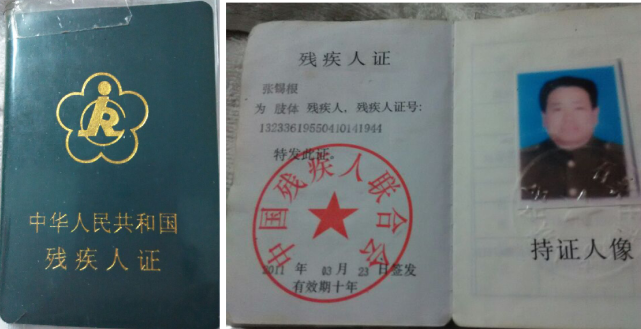 中华人民共和国
残疾人证
残疾人证
张锡根
为 肢体 残疾人，残疾人证号：
13233619550410141944
特发此证。
中国残疾人联合会
2011 年 03 月 23 日签发
有效期十年
持证人像